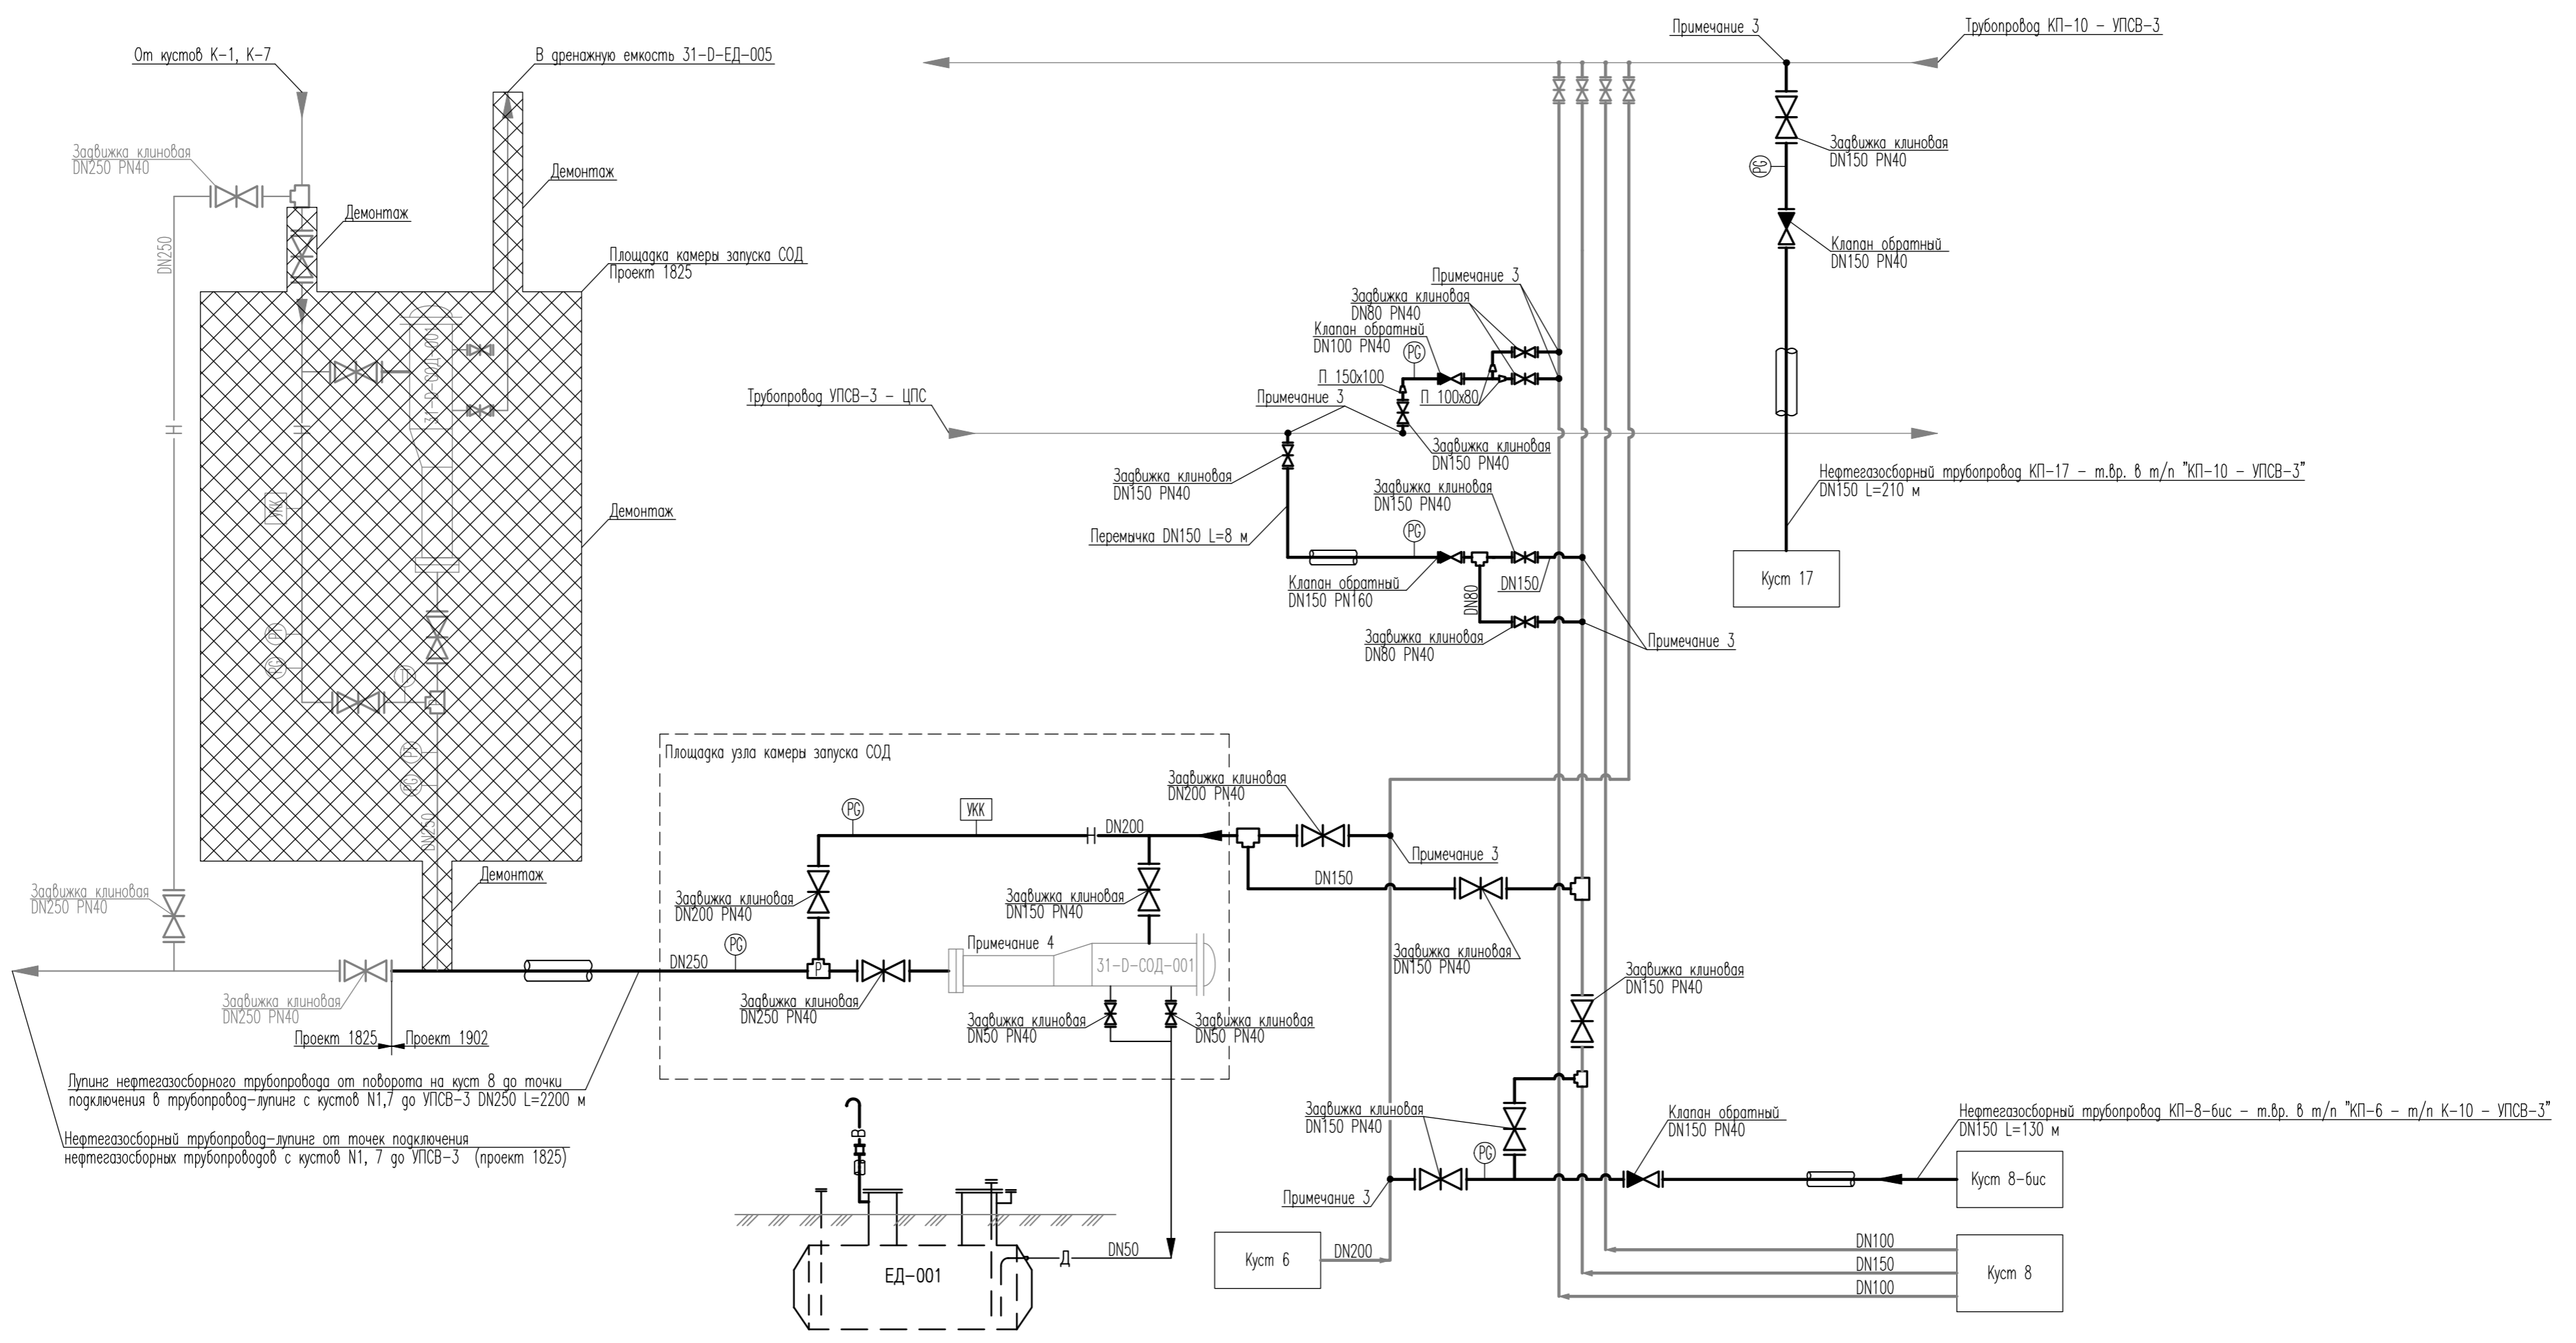 От кустов К-1, К-7
В дренажную емкость 31-D-ЕД-005
Примечание 3
Трубопровод КП-10 - УПСВ-3
Задвижка клиновая
DN250 PN40
Демонтаж
Демонтаж
Задвижка клиновая
DN150 PN40
PG
DN250
Площадка камеры запуска СОД
Проект 1825
Клапан обратный
DN150 PN40
Примечание 3
Задвижка клиновая
DN80 PN40
Клапан обратный
DN100 PN40
PG
31-D-СОД-001
П 150х100
П 100х80
Трубопровод УПСВ-3 - ЦПС
Примечание 3
Н
Н
Задвижка клиновая
DN150 PN40
Задвижка клиновая
DN150 PN40
Задвижка клиновая
DN150 PN40
Нефтегазосборный трубопровод КП-17 - т.вр. в т/п "КП-10 - УПСВ-3"
DN150 L=210 м
УКК
Демонтаж
Перемычка DN150 L=8 м
PG
Клапан обратный
DN150 PN160
DN150
DN80
Куст 17
Задвижка клиновая
DN80 PN40
Примечание 3
PT
PG
P
PT
PG
DN250
Площадка узла камеры запуска СОД
Задвижка клиновая
DN200 PN40
PG
УКК
Н
DN200
Примечание 3
DN150
Демонтаж
Задвижка клиновая
DN250 PN40
Задвижка клиновая
DN200 PN40
Задвижка клиновая
DN150 PN40
Задвижка клиновая
DN150 PN40
PG
DN250
P
Примечание 4
31-D-СОД-001
Задвижка клиновая
DN150 PN40
Задвижка клиновая
DN250 PN40
Задвижка клиновая
DN250 PN40
Задвижка клиновая
DN50 PN40
Задвижка клиновая
DN50 PN40
Проект 1825
Проект 1902
Лупинг нефтегазосборного трубопровода от поворота на куст 8 до точки
подключения в трубопровод-лупинг с кустов N1,7 до УПСВ-3 DN250 L=2200 м
Нефтегазосборный трубопровод-лупинг от точек подключения
нефтегазосборных трубопроводов с кустов N1, 7 до УПСВ-3 (проект 1825)
В
Задвижка клиновая
DN150 PN40
PG
Клапан обратный
DN150 PN40
Нефтегазосборный трубопровод КП-8-бис - т.вр. в т/п "КП-6 - т/п К-10 - УПСВ-3"
DN150 L=130 м
Куст 8-бис
Примечание 3
Куст 6
DN200
DN100
DN150
DN100
Куст 8
Д
DN50
ЕД-001